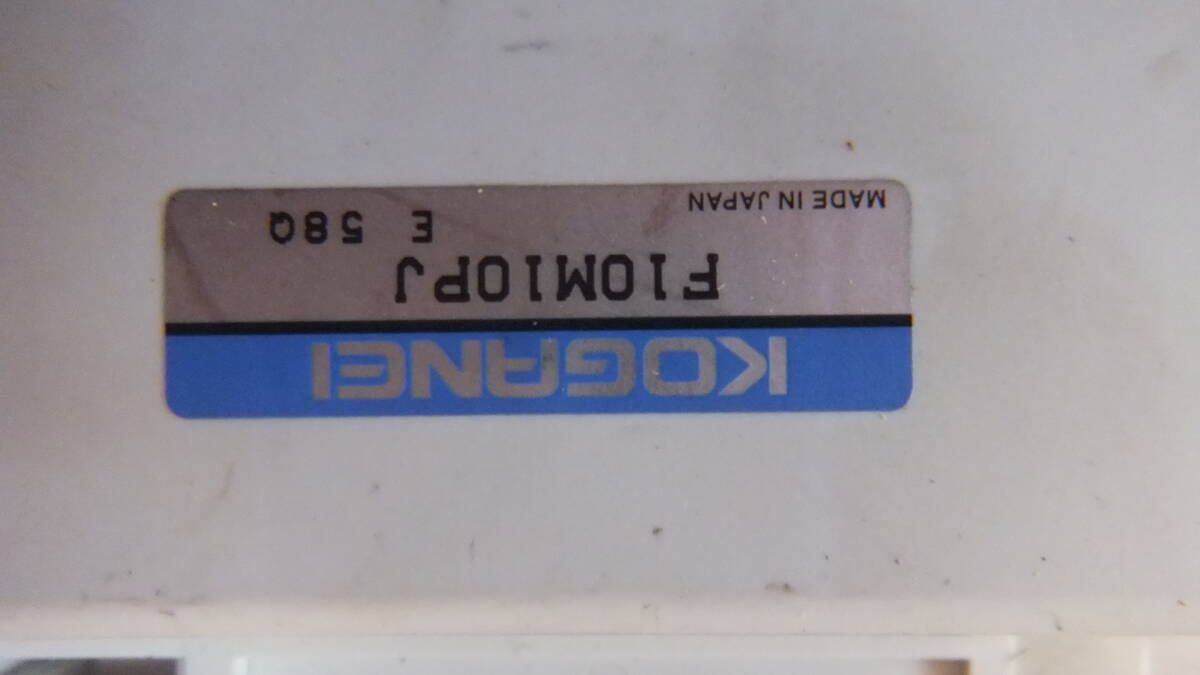 KOGANEI
F10M10PJ
MADE IN JAPAN E 58Q